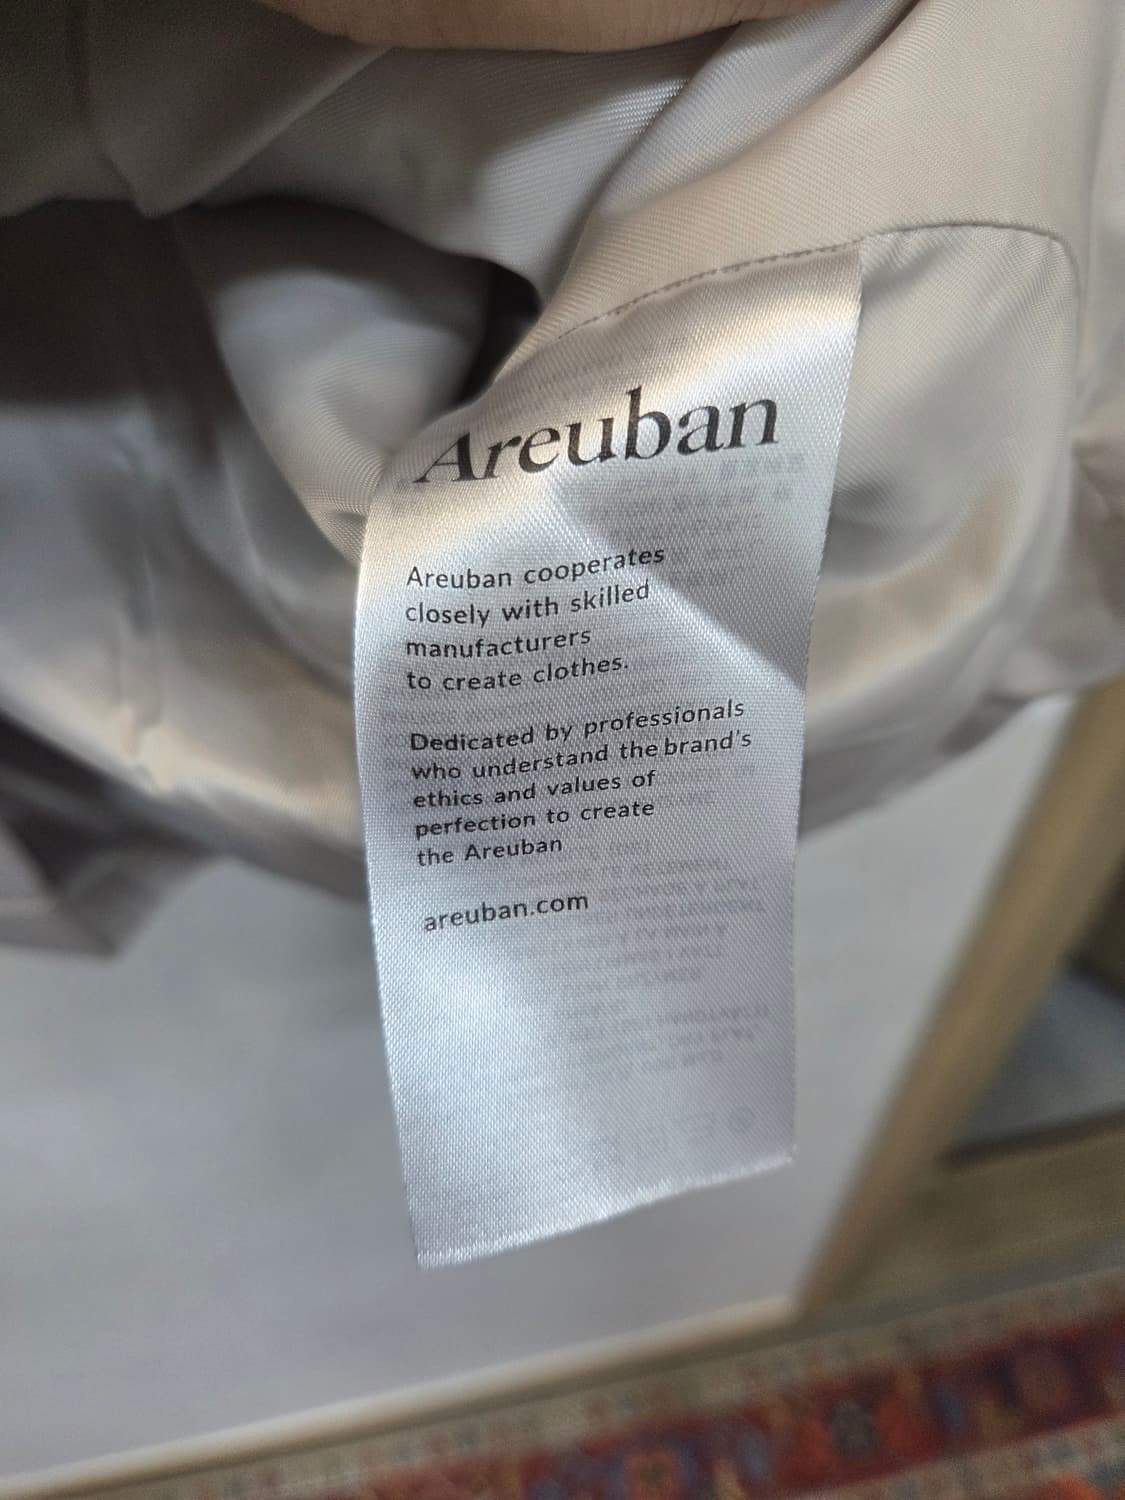 Areuban
Areuban cooperates
closely with skilled
manufacturers
to create clothes.
Dedicated by professionals
who understand the brand's
ethics and values of
perfection to create
the Areuban
areuban.com